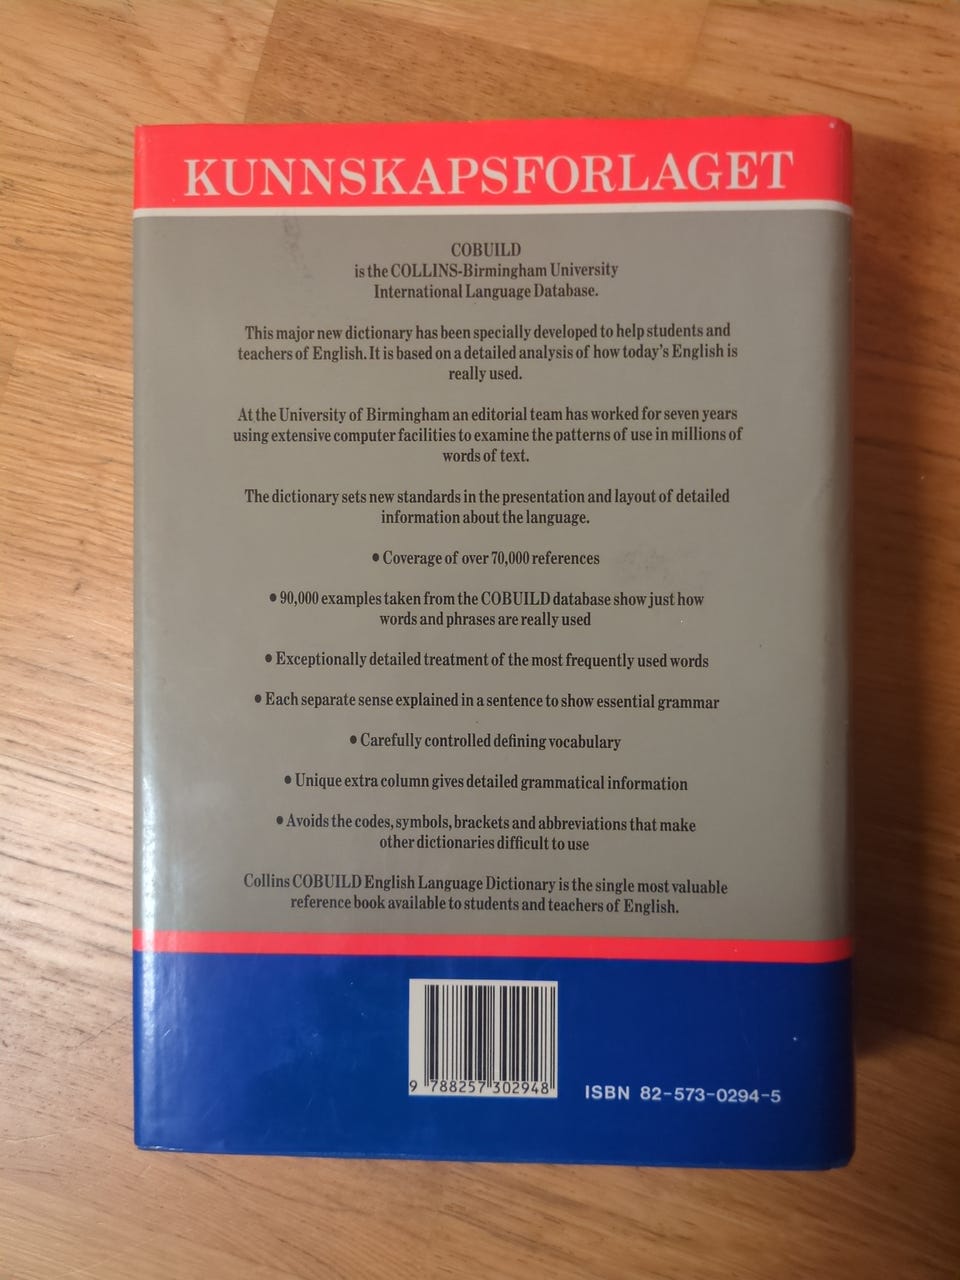 KUNNSKAPSFORLAGET
COBUILD
is the COLLINS-Birmingham University
International Language Database.
This major new dictionary has been specially developed to help students and
teachers of English. It is based on a detailed analysis of how today's English is
really used.
At the University of Birmingham an editorial team has worked for seven years
using extensive computer facilities to examine the patterns of use in millions of
words of text.
The dictionary sets new standards in the presentation and layout of detailed
information about the language.
• Coverage of over 70,000 references
• 90,000 examples taken from the COBUILD database show just how
words and phrases are really used
• Exceptionally detailed treatment of the most frequently used words
• Each separate sense explained in a sentence to show essential grammar
• Carefully controlled defining vocabulary
• Unique extra column gives detailed grammatical information
• Avoids the codes, symbols, brackets and abbreviations that make
other dictionaries difficult to use
Collins COBUILD English Language Dictionary is the single most valuable
reference book available to students and teachers of English.
9 788257 302948
ISBN 82-573-0294-5